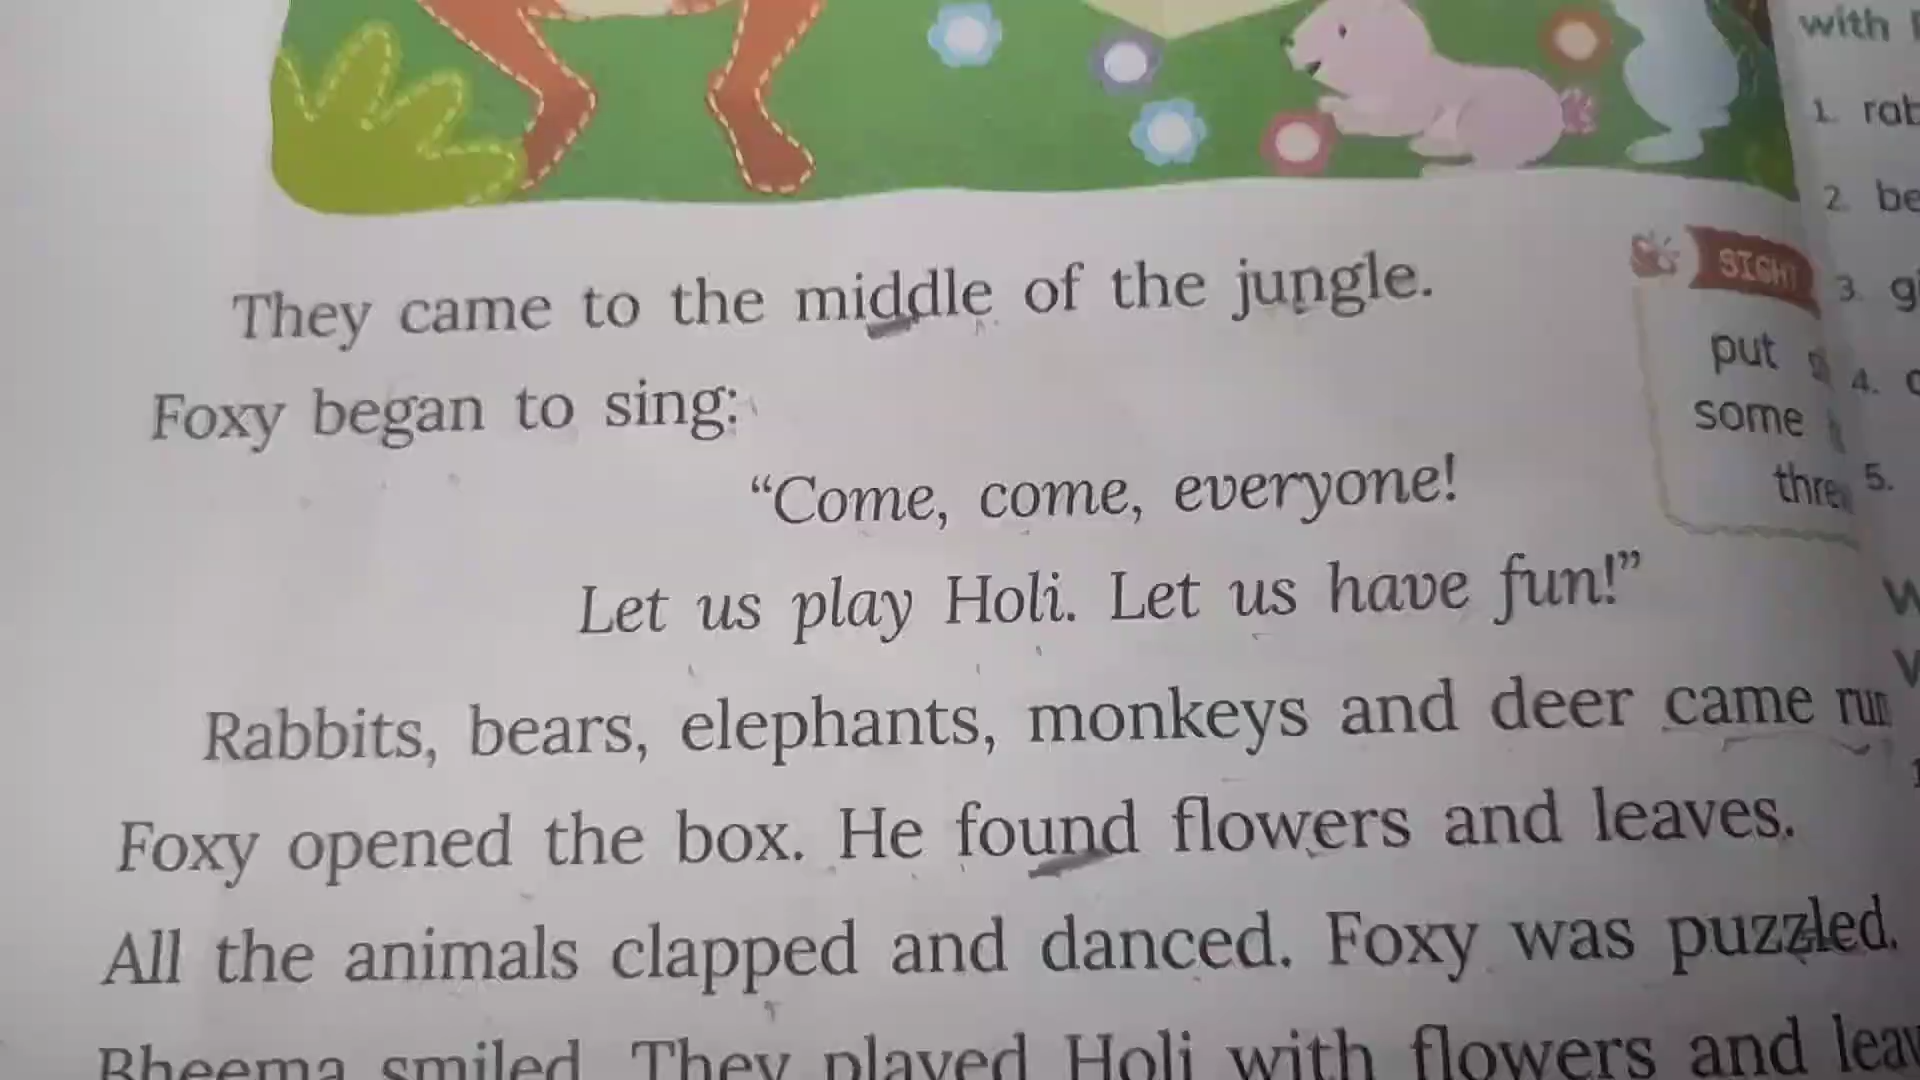 They came to the middle of the jungle.
Foxy began to sing:
"Come, come, everyone!
Let us play Holi. Let us have fun!"
Rabbits, bears, elephants, monkeys and deer came run
Foxy opened the box. He found flowers and leaves.
All the animals clapped and danced. Foxy was puzzled.
Bheema smiled. They played Holi with flowers and leav
SIGHT
put
some
thre
with
1. rab
2. be
3. gl
4.
5.